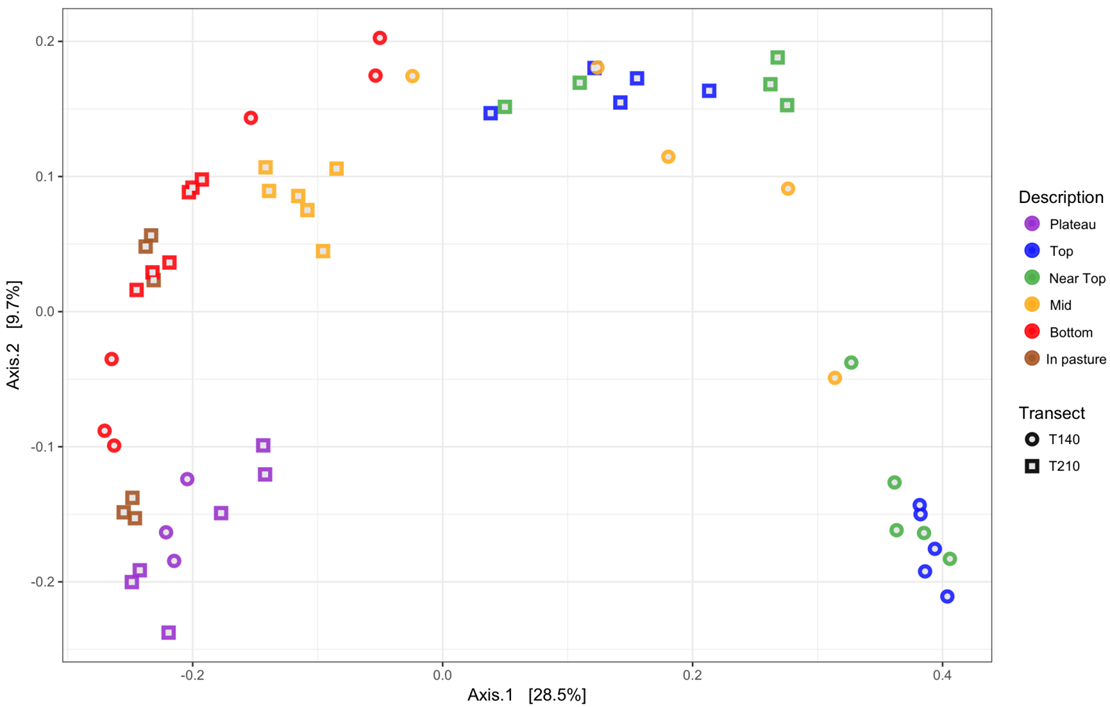 0.2
0.1
0.0
-0.1
-0.2
Axis.2 [9.7%]
-0.2
0.0
0.2
0.4
Axis.1 [28.5%]
Description
Plateau
Top
Near Top
Mid
Bottom
In pasture
Transect
T140
T210